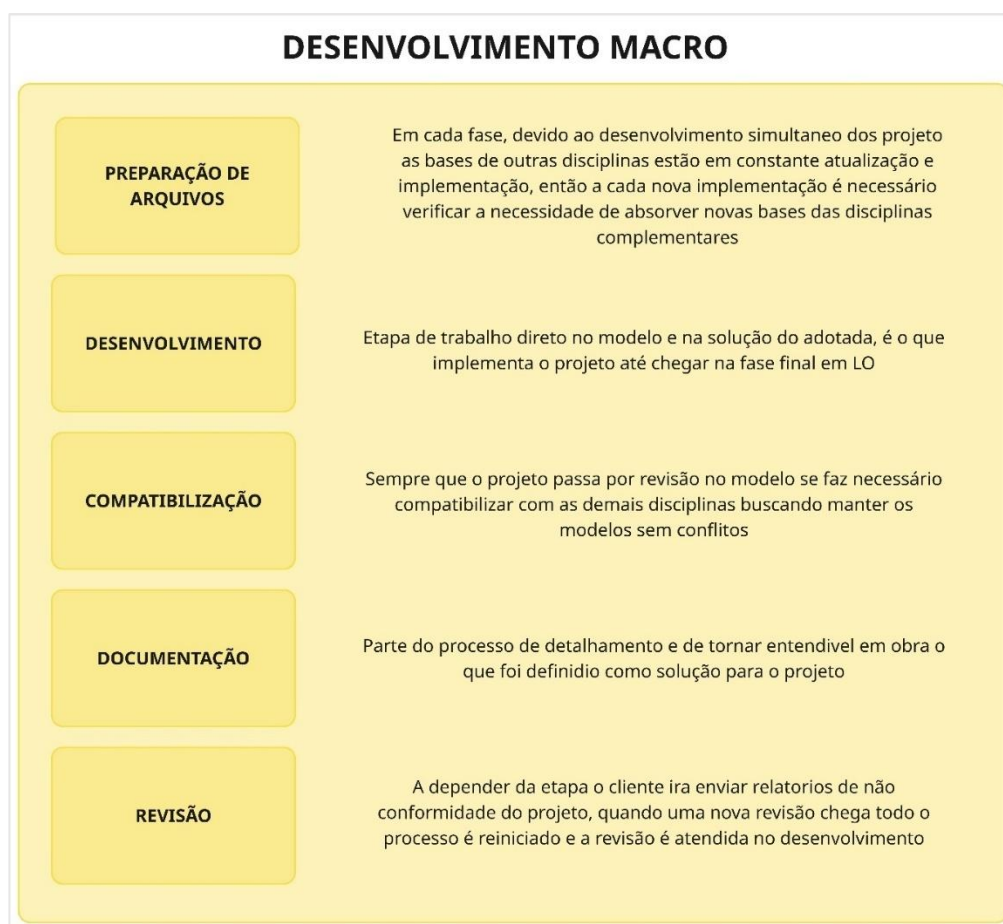 DESENVOLVIMENTO MACRO
PREPARAÇÃO DE
ARQUIVOS
Em cada fase, devido ao desenvolvimento simultaneo dos projeto
as bases de outras disciplinas estão em constante atualização e
implementação, então a cada nova implementação é necessário
verificar a necessidade de absorver novas bases das disciplinas
complementares
DESENVOLVIMENTO
Etapa de trabalho direto no modelo e na solução do adotada, é o que
implementa o projeto até chegar na fase final em LO
COMPATIBILIZAÇÃO
Sempre que o projeto passa por revisão no modelo se faz necessário
compatibilizar com as demais disciplinas buscando manter os
modelos sem conflitos
DOCUMENTAÇÃO
Parte do processo de detalhamento e de tornar entendivel em obra o
que foi definidio como solução para o projeto
REVISÃO
A depender da etapa o cliente ira enviar relatorios de não
conformidade do projeto, quando uma nova revisão chega todo o
processo é reiniciado e a revisão é atendida no desenvolvimento